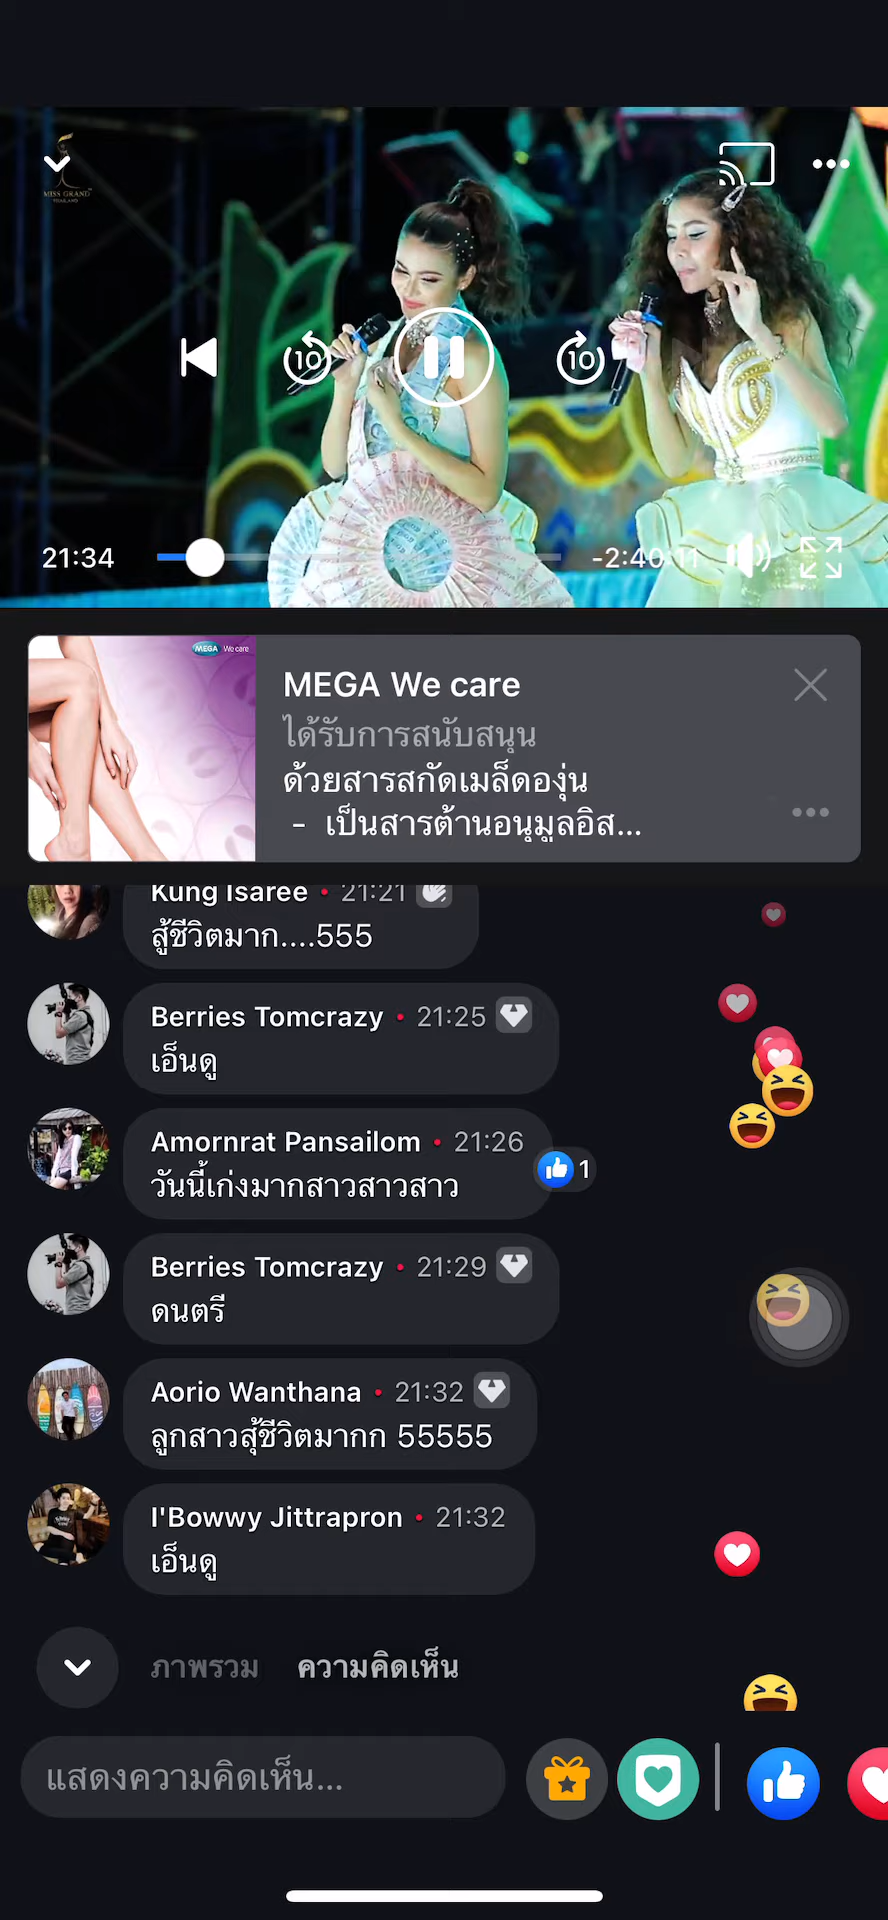 MISS GRAND
THAILAND
10
10
21:34
-2:40:11
MEGA We care
MEGA We care
ได้รับการสนับสนุน
ด้วยสารสกัดเมล็ดองุ่น
- เป็นสารต้านอนุมูลอิส...
Kung Isaree • 21:21
สู้ชีวิตมาก....555
Berries Tomcrazy • 21:25
เอ็นดู
Amornrat Pansailom • 21:26
วันนี้เก่งมากสาวสาวสาว
1
Berries Tomcrazy • 21:29
ดนตรี
Aorio Wanthana • 21:32
ลูกสาวสุ้ชีวิตมากก 55555
I'Bowwy Jittrapron • 21:32
เอ็นดู
ภาพรวม ความคิดเห็น
แสดงความคิดเห็น...